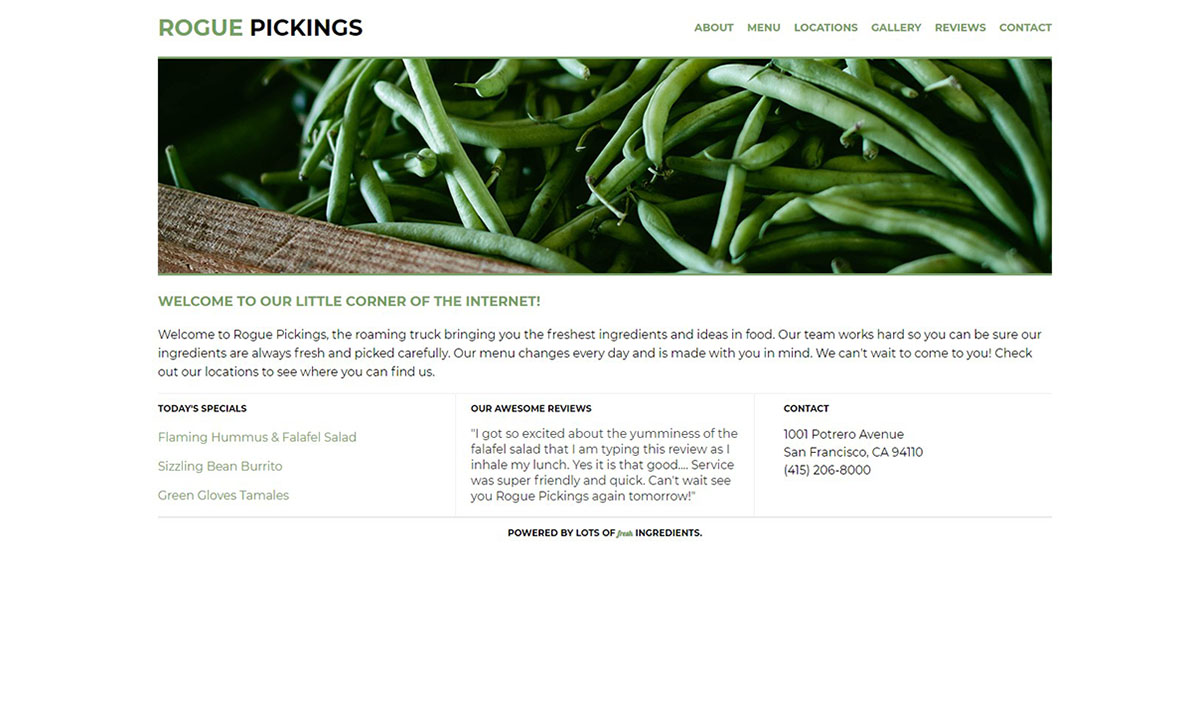 ROGUE PICKINGS
ABOUT MENU LOCATIONS GALLERY REVIEWS CONTACT
WELCOME TO OUR LITTLE CORNER OF THE INTERNET!
Welcome to Rogue Pickings, the roaming truck bringing you the freshest ingredients and ideas in food. Our team works hard so you can be sure our
ingredients are always fresh and picked carefully. Our menu changes every day and is made with you in mind. We can't wait to come to you! Check
out our locations to see where you can find us.
TODAY'S SPECIALS
Flaming Hummus & Falafel Salad
Sizzling Bean Burrito
Green Gloves Tamales
OUR AWESOME REVIEWS
"I got so excited about the yumminess of the
falafel salad that I am typing this review as I
inhale my lunch. Yes it is that good.... Service
was super friendly and quick. Can't wait see
you Rogue Pickings again tomorrow!"
CONTACT
1001 Potrero Avenue
San Francisco, CA 94110
(415) 206-8000
POWERED BY LOTS OF fresh INGREDIENTS.